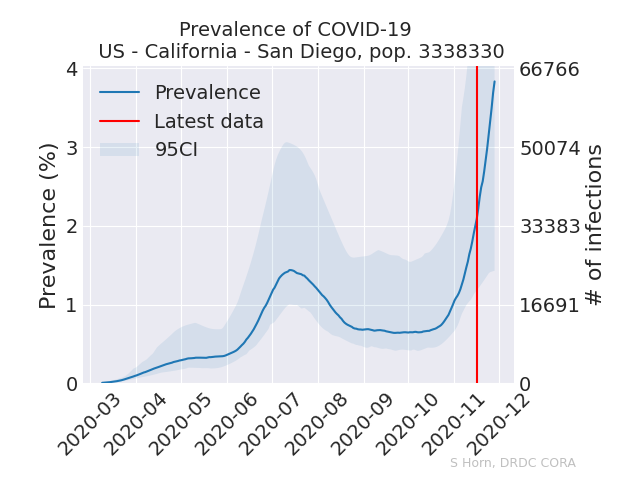 Prevalence of COVID-19
US - California - San Diego, pop. 3338330
Prevalence
Latest data
95CI
Prevalence (%)
4
3
2
1
0
66766
50074
33383
16691
0
# of infections
2020-03
2020-04
2020-05
2020-06
2020-07
2020-08
2020-09
2020-10
2020-11
2020-12
S Horn, DRDC CORA